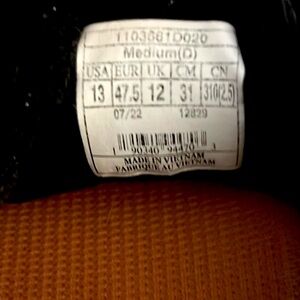 1103681D020
Medium(D)
USA EUR UK CM CN
13 47.5 12 31 310(2.5)
07/22 12829
1 90340 94470 3
MADE IN VIETNAM
FABRIQUE AU VIETNAM